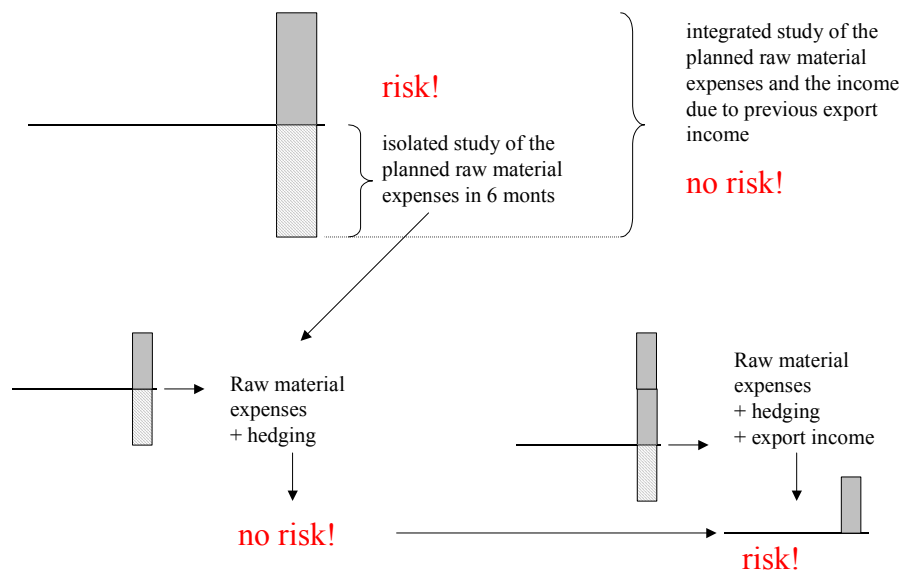 risk!
isolated study of the
planned raw material
expenses in 6 monts
integrated study of the
planned raw material
expenses and the income
due to previous export
income
no risk!
Raw material
expenses
+ hedging
no risk!
Raw material
expenses
+ hedging
+ export income
risk!